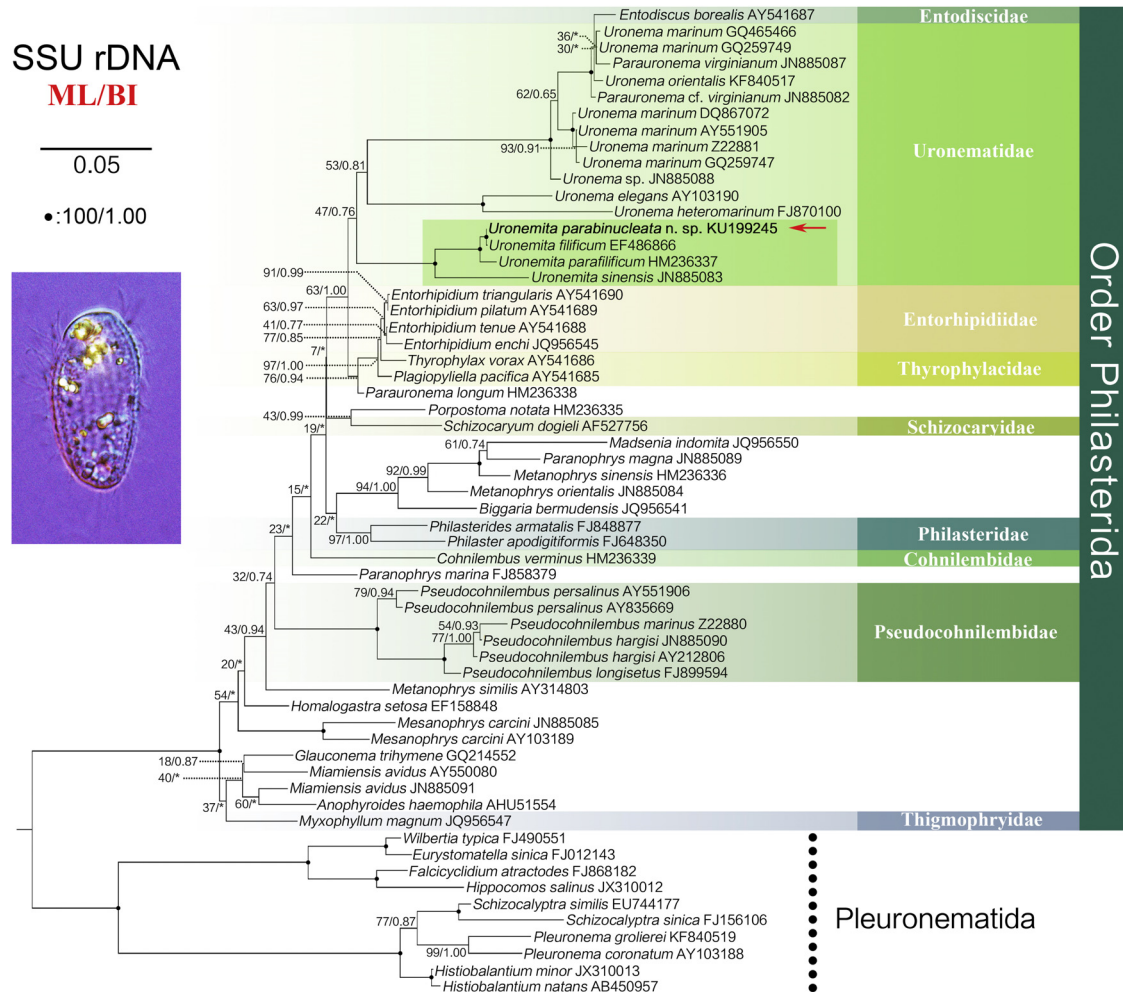 SSU rDNA
ML/BI
0.05
•:100/1.00
Entodiscus borealis AY541687
Entodiscidae
36/*
Uronema marinum GQ465466
30/*
Uronema marinum GQ259749
Parauronema virginianum JN885087
Uronema orientalis KF840517
62/0.65
Parauronema cf. virginianum JN885082
Uronema marinum DQ867072
Uronema marinum AY551905
93/0.91
Uronema marinum Z22881
Uronematidae
Uronema marinum GQ259747
53/0.81
Uronema sp. JN885088
Uronema elegans AY103190
47/0.76
Uronema heteromarinum FJ870100
Uronemita parabinucleata n. sp. KU199245
Uronemita filificum EF486866
Uronemita parafilificum HM236337
Uronemita sinensis JN885083
91/0.99
63/1.00
Entorhipidium triangularis AY541690
63/0.97
Entorhipidium pilatum AY541689
41/0.77
Entorhipidium tenue AY541688
Entorhipidiidae
77/0.85
Entorhipidium enchi JQ956545
7/*
97/1.00
Thyrophylax vorax AY541686
76/0.94
Plagiopyliella pacifica AY541685
Thyrophylacidae
Parauronema longum HM236338
43/0.99
Porpostoma notata HM236335
Schizocaryum dogieli AF527756
Schizocaryidae
19/*
61/0.74
Madsenia indomita JQ956550
Paranophrys magna JN885089
92/0.99
Metanophrys sinensis HM236336
94/1.00
Metanophrys orientalis JN885084
15/*
Biggaria bermudensis JQ956541
22/*
Philasterides armatalis FJ848877
Philasteridae
97/1.00
Philaster apodigitiformis FJ648350
23/*
Cohnilembus verminus HM236339
Cohnilembidae
Paranophrys marina FJ858379
32/0.74
79/0.94
Pseudocohnilembus persalinus AY551906
Pseudocohnilembus persalinus AY835669
54/0.93
Pseudocohnilembus marinus Z22880
Pseudocohnilembidae
77/1.00
Pseudocohnilembus hargisi JN885090
43/0.94
Pseudocohnilembus hargisi AY212806
Pseudocohnilembus longisetus FJ899594
20/*
Metanophrys similis AY314803
54/*
Homalogastra setosa EF158848
Mesanophrys carcini JN885085
Mesanophrys carcini AY103189
18/0.87
Glauconema trihymene GQ214552
40/*
Miamiensis avidus AY550080
Miamiensis avidus JN885091
37/*
60/*
Anophyroides haemophila AHU51554
Myxophyllum magnum JQ956547
Thigmophryidae
Order Philasterida
Wilbertia typica FJ490551
Eurystomatella sinica FJ012143
Falcicyclidium atractodes FJ868182
Hippocomos salinus JX310012
Schizocalyptra similis EU744177
77/0.87
Schizocalyptra sinica FJ156106
Pleuronematida
Pleuronema grolierei KF840519
99/1.00
Pleuronema coronatum AY103188
Histiobalantium minor JX310013
Histiobalantium natans AB450957